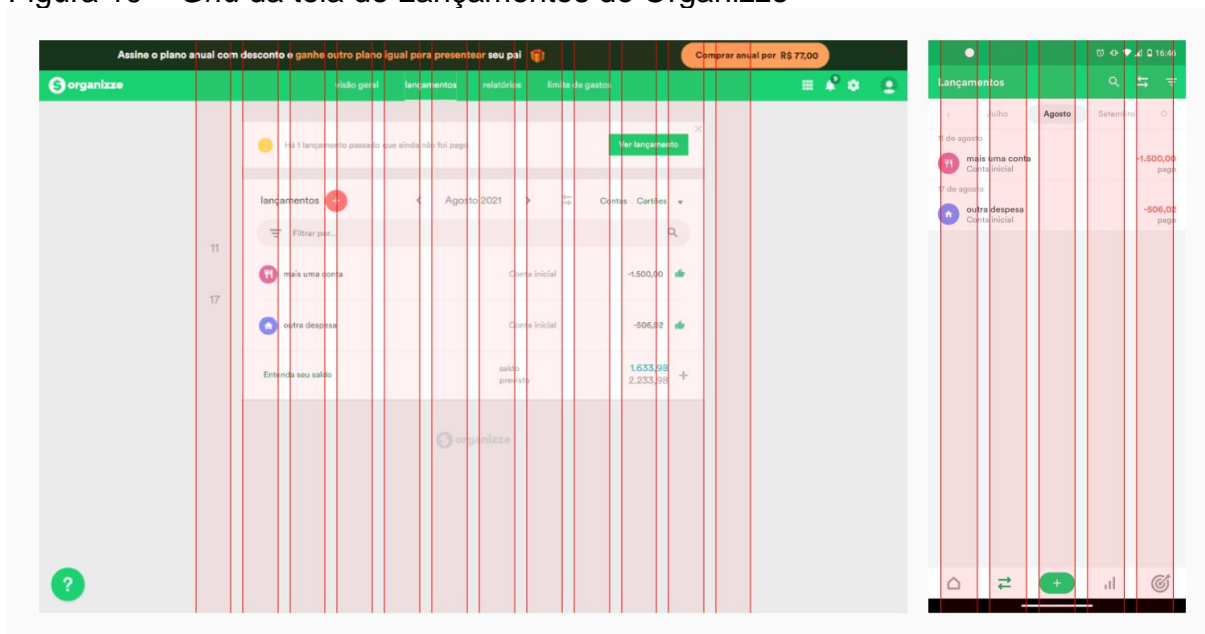 Figura 10 – Grid da tela de Lançamentos do Organizze
Assine o plano anual com desconto e ganhe outro plano igual para presentear seu pai
Comprar anual por R$ 77,00
organizze
visão geral
lançamentos
relatórios
limite de gastos
9
Há 1 lançamento passado que ainda não foi pago
Ver lançamento
lançamentos
Agosto 2021
Contas
Cartões
Filtrar por...
11
mais uma conta
Conta inicial
-1.500,00
17
outra despesa
Conta inicial
-506,02
Entenda seu saldo
saldo
1.633,98
previsto
2.233,98
organizze
?
16:46
Lançamentos
Julho
Agosto
Setembro
O
11 de agosto
mais uma conta
-1.500,00
Conta inicial
pago
17 de agosto
outra despesa
-506,02
Conta inicial
pago